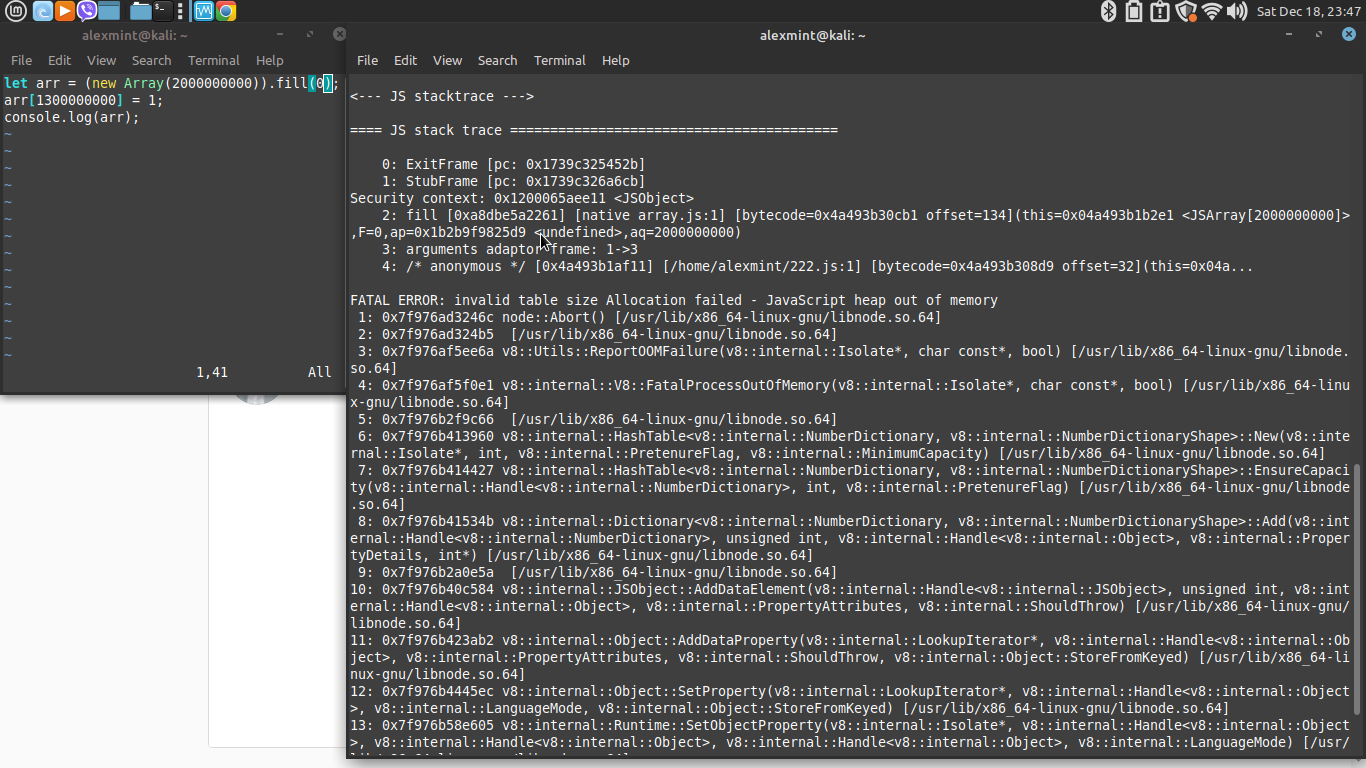 Sat Dec 18, 23:47
alexmint@kali: ~
File Edit View Search Terminal Help
let arr = (new Array(2000000000)).fill(0);
arr[1300000000] = 1;
console.log(arr);
~
~
~
~
~
~
~
~
~
~
~
~
~
~
1,41 All
alexmint@kali: ~
File Edit View Search Terminal Help
<--- JS stacktrace --->
==== JS stack trace =========================================
0: ExitFrame [pc: 0x1739c325452b]
1: StubFrame [pc: 0x1739c326a6cb]
Security context: 0x1200065aee11 <JSObject>
2: fill [0xa8dbe5a2261] [native array.js:1] [bytecode=0x4a493b30cb1 offset=134](this=0x04a493b1b2e1 <JSArray[2000000000]>
,F=0,ap=0x1b2b9f9825d9 <undefined>,aq=2000000000)
3: arguments adaptor frame: 1->3
4: /* anonymous */ [0x4a493b1af11] [/home/alexmint/222.js:1] [bytecode=0x4a493b308d9 offset=32](this=0x04a...
FATAL ERROR: invalid table size Allocation failed - JavaScript heap out of memory
1: 0x7f976ad3246c node::Abort() [/usr/lib/x86_64-linux-gnu/libnode.so.64]
2: 0x7f976ad324b5 [/usr/lib/x86_64-linux-gnu/libnode.so.64]
3: 0x7f976af5ee6a v8::Utils::ReportOOMFailure(v8::internal::Isolate*, char const*, bool) [/usr/lib/x86_64-linux-gnu/libnode.
so.64]
4: 0x7f976af5f0e1 v8::internal::V8::FatalProcessOutOfMemory(v8::internal::Isolate*, char const*, bool) [/usr/lib/x86_64-linu
x-gnu/libnode.so.64]
5: 0x7f976b2f9c66 [/usr/lib/x86_64-linux-gnu/libnode.so.64]
6: 0x7f976b413960 v8::internal::HashTable<v8::internal::NumberDictionary, v8::internal::NumberDictionaryShape>::New(v8::inte
rnal::Isolate*, int, v8::internal::PretenureFlag, v8::internal::MinimumCapacity) [/usr/lib/x86_64-linux-gnu/libnode.so.64]
7: 0x7f976b414427 v8::internal::HashTable<v8::internal::NumberDictionary, v8::internal::NumberDictionaryShape>::EnsureCapaci
ty(v8::internal::Handle<v8::internal::NumberDictionary>, int, v8::internal::PretenureFlag) [/usr/lib/x86_64-linux-gnu/libnode
.so.64]
8: 0x7f976b41534b v8::internal::Dictionary<v8::internal::NumberDictionary, v8::internal::NumberDictionaryShape>::Add(v8::int
ernal::Handle<v8::internal::NumberDictionary>, unsigned int, v8::internal::Handle<v8::internal::Object>, v8::internal::Proper
tyDetails, int*) [/usr/lib/x86_64-linux-gnu/libnode.so.64]
9: 0x7f976b2a0e5a [/usr/lib/x86_64-linux-gnu/libnode.so.64]
10: 0x7f976b40c584 v8::internal::JSObject::AddDataElement(v8::internal::Handle<v8::internal::JSObject>, unsigned int, v8::int
ernal::Handle<v8::internal::Object>, v8::internal::PropertyAttributes, v8::internal::ShouldThrow) [/usr/lib/x86_64-linux-gnu/
libnode.so.64]
11: 0x7f976b423ab2 v8::internal::Object::AddDataProperty(v8::internal::LookupIterator*, v8::internal::Handle<v8::internal::Ob
ject>, v8::internal::PropertyAttributes, v8::internal::ShouldThrow, v8::internal::Object::StoreFromKeyed) [/usr/lib/x86_64-li
nux-gnu/libnode.so.64]
12: 0x7f976b4445ec v8::internal::Object::SetProperty(v8::internal::LookupIterator*, v8::internal::Handle<v8::internal::Object
>, v8::internal::LanguageMode, v8::internal::Object::StoreFromKeyed) [/usr/lib/x86_64-linux-gnu/libnode.so.64]
13: 0x7f976b58e605 v8::internal::Runtime::SetObjectProperty(v8::internal::Isolate*, v8::internal::Handle<v8::internal::Object
>, v8::internal::Handle<v8::internal::Object>, v8::internal::Handle<v8::internal::Object>, v8::internal::LanguageMode) [/usr/